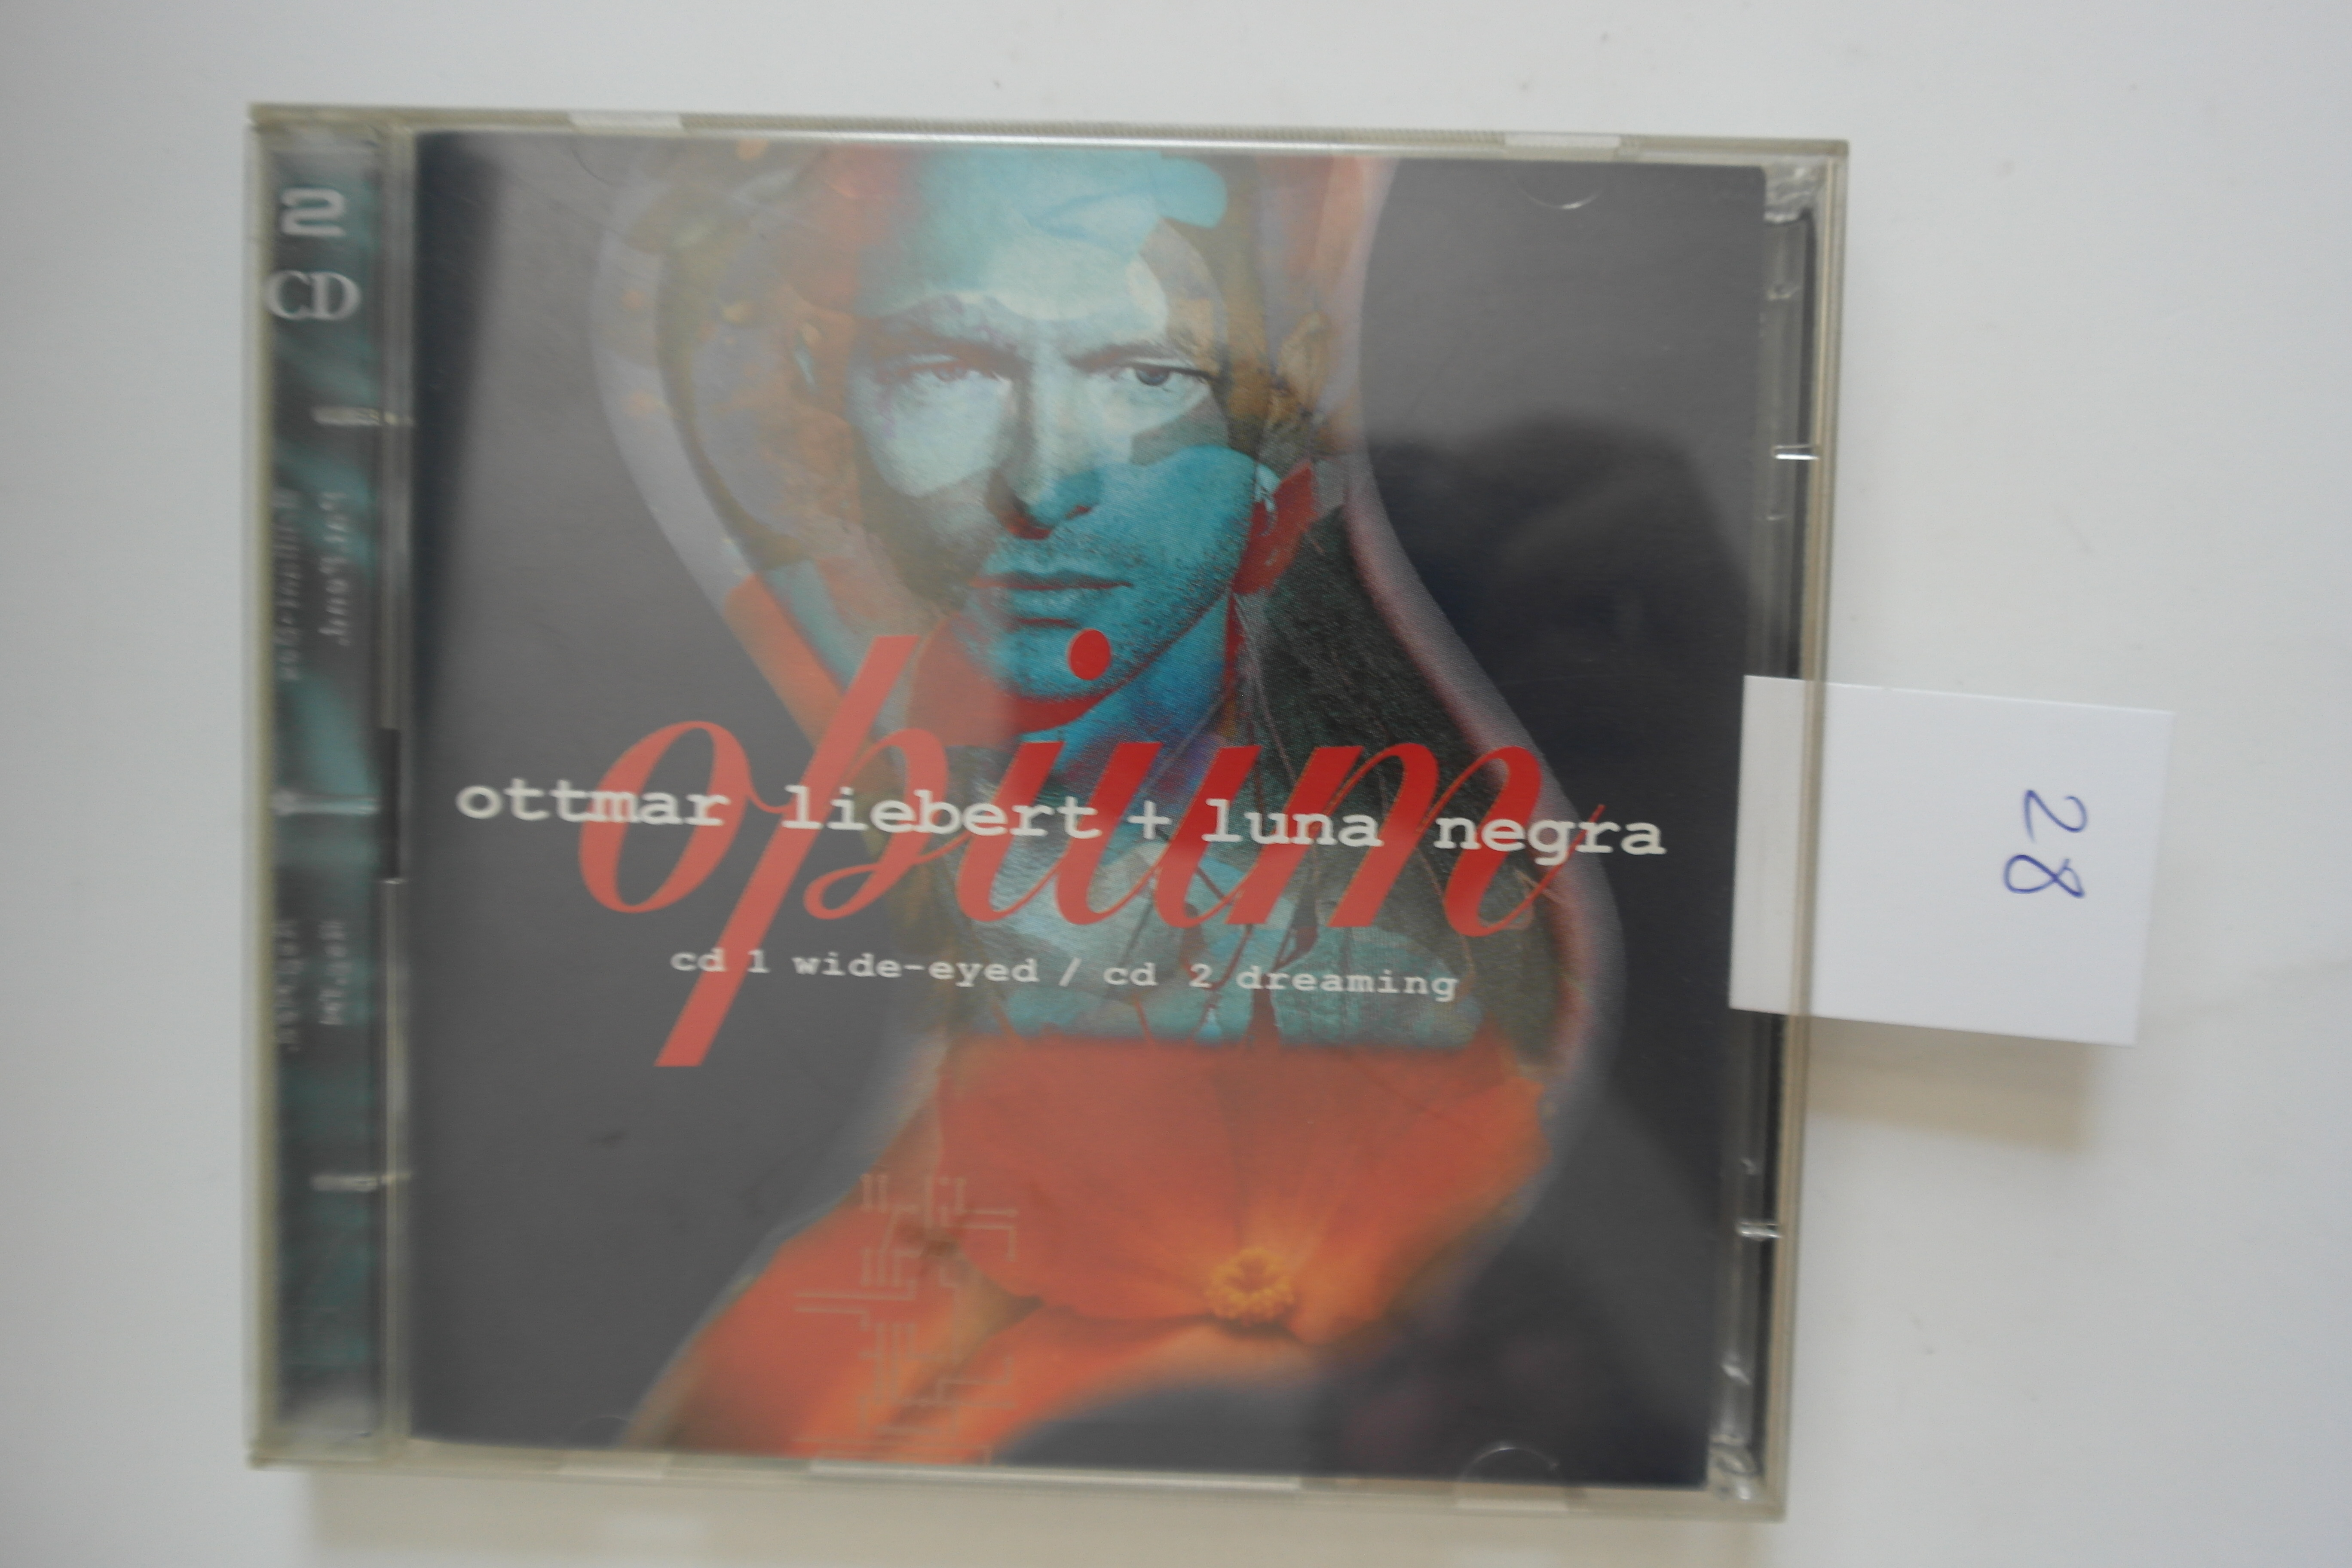 2
CD
opium
ottmar liebert + luna negra
cd 1 wide-eyed / cd 2 dreaming
28